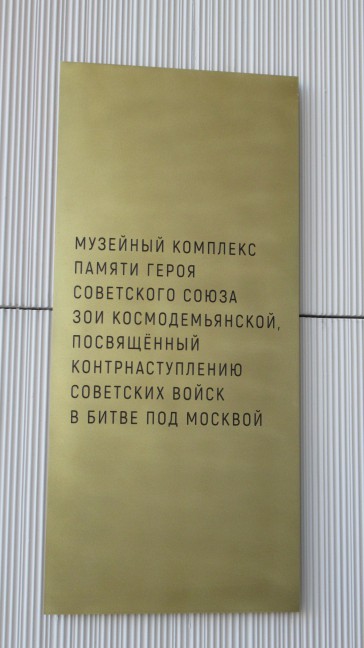 МУЗЕЙНЫЙ КОМПЛЕКС
ПАМЯТИ ГЕРОЯ
СОВЕТСКОГО СОЮЗА
ЗОИ КОСМОДЕМЬЯНСКОЙ,
ПОСВЯЩЁННЫЙ
КОНТРНАСТУПЛЕНИЮ
СОВЕТСКИХ ВОЙСК
В БИТВЕ ПОД МОСКВОЙ